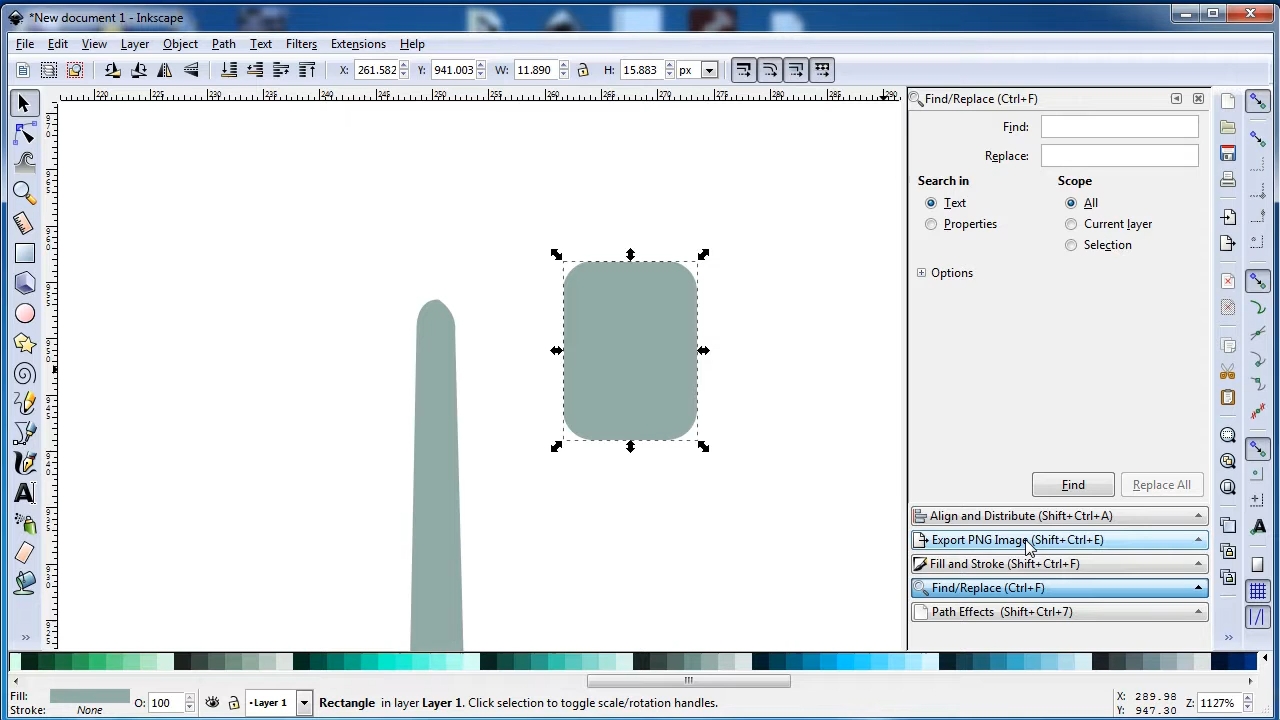 *New document 1 - Inkscape
File Edit View Layer Object Path Text Filters Extensions Help
X: 261.582 Y: 941.003 W: 11.890 H: 15.883 px
Find/Replace (Ctrl+F)
Find:
Replace:
Search in Scope
Text All
Properties Current layer
Selection
Options
Find Replace All
Align and Distribute (Shift+Ctrl+A)
Export PNG Image (Shift+Ctrl+E)
Fill and Stroke (Shift+Ctrl+F)
Find/Replace (Ctrl+F)
Path Effects (Shift+Ctrl+7)
Fill: O: 100 Layer 1 Rectangle in layer Layer 1. Click selection to toggle scale/rotation handles. X: 289.98 Z: 1127%
Stroke: None Y: 947.30